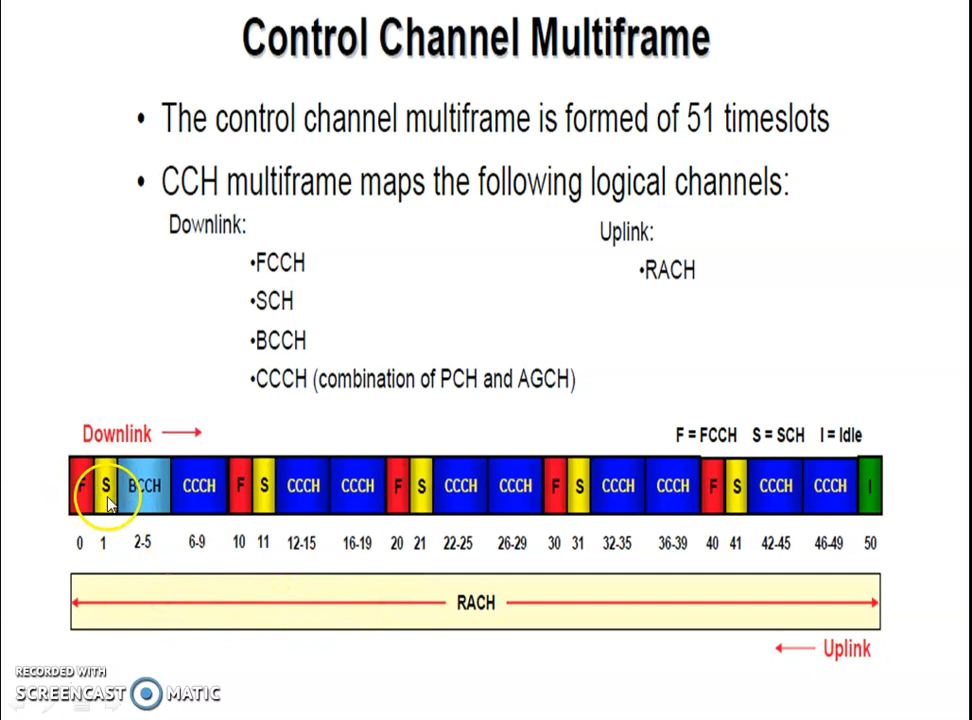 Control Channel Multiframe
• The control channel multiframe is formed of 51 timeslots
• CCH multiframe maps the following logical channels:
Downlink:
•FCCH
•SCH
•BCCH
•CCCH (combination of PCH and AGCH)
Uplink:
•RACH
Downlink
F = FCCH S = SCH I = Idle
F S BCCH CCCH F S CCCH CCCH F S CCCH CCCH F S CCCH CCCH F S CCCH CCCH I
0 1 2-5 6-9 10 11 12-15 16-19 20 21 22-25 26-29 30 31 32-35 36-39 40 41 42-45 46-49 50
RACH
Uplink
RECORDED WITH
SCREENCAST MATIC